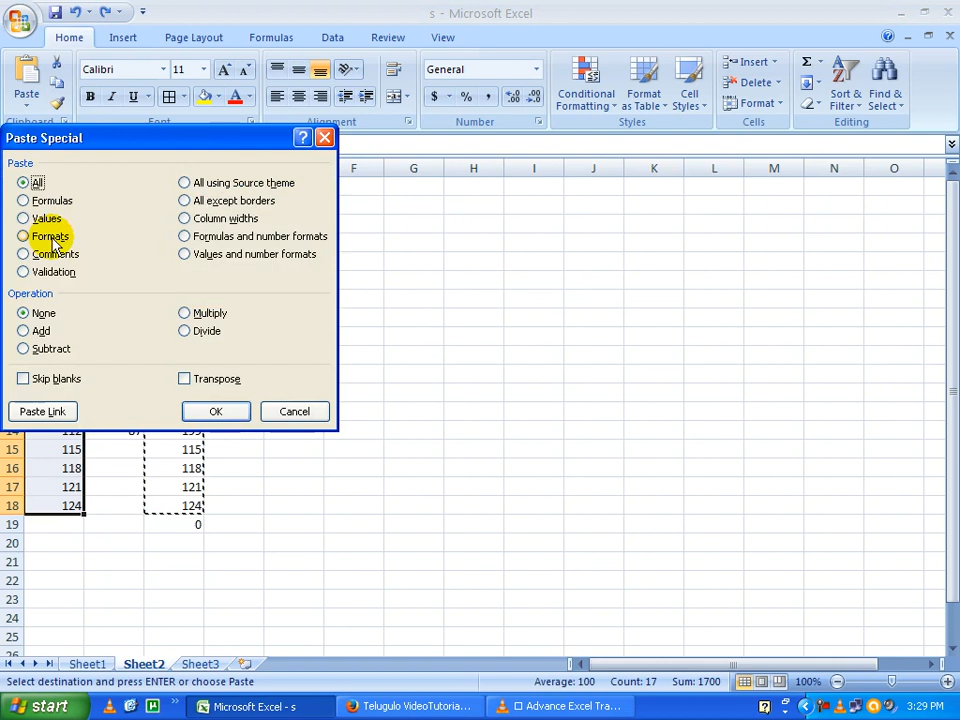 s - Microsoft Excel
Home Insert Page Layout Formulas Data Review View
Calibri 11 General Insert
Paste B I U $ % , Conditional Formatting Format as Table Cell Styles Delete Format Σ Sort & Filter Find & Select
Clipboard Font Alignment Number Styles Cells Editing
Paste Special
F G H I J K L M N O
Paste
All All using Source theme
Formulas All except borders
Values Column widths
Formats Formulas and number formats
Comments Values and number formats
Validation
Operation
None Multiply
Add Divide
Subtract
Skip blanks Transpose
Paste Link OK Cancel
15 115 115
16 118 118
17 121 121
18 124 124
19 0
20
21
22
23
24
25
Sheet1 Sheet2 Sheet3
Select destination and press ENTER or choose Paste Average: 100 Count: 17 Sum: 1700 100%
start Microsoft Excel - s Telugulo VideoTutoria... Advance Excel Tra... 3:29 PM